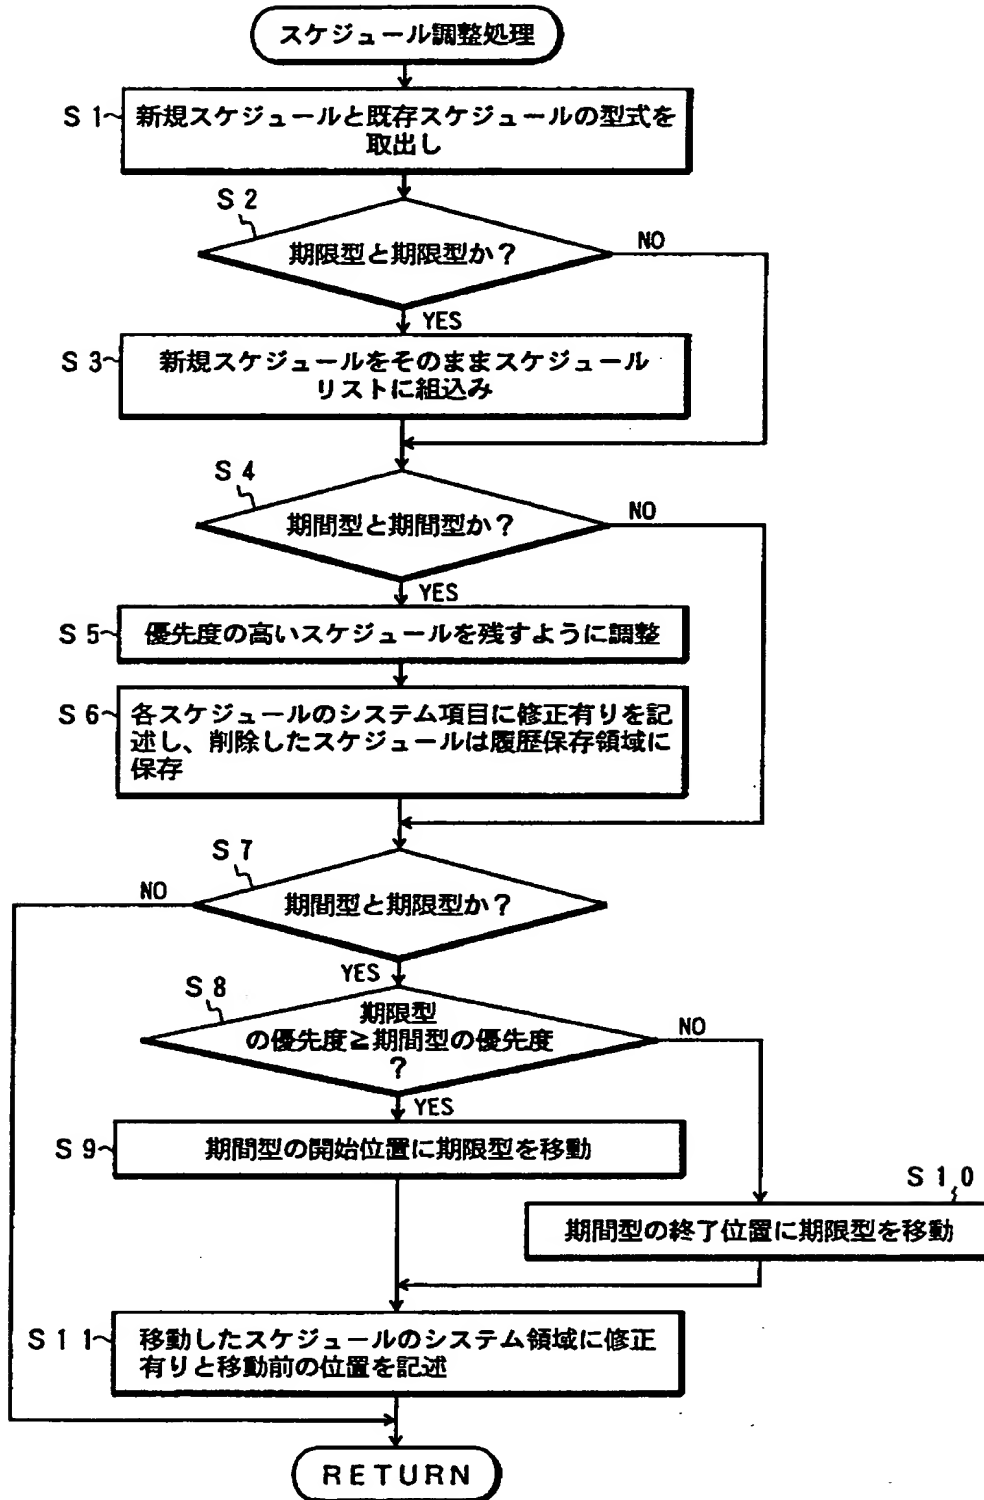 スケジュール調整処理
S1
新規スケジュールと既存スケジュールの型式を
取出し
S2
期限型と期限型か？
NO
YES
S3
新規スケジュールをそのままスケジュール
リストに組込み
S4
期間型と期間型か？
NO
YES
S5
優先度の高いスケジュールを残すように調整
S6
各スケジュールのシステム項目に修正有りを記
述し、削除したスケジュールは履歴保存領域に
保存
S7
NO
期間型と期限型か？
YES
S8
期限型
の優先度≧期間型の優先度
？
NO
YES
S9
期間型の開始位置に期限型を移動
S10
期間型の終了位置に期限型を移動
S11
移動したスケジュールのシステム領域に修正
有りと移動前の位置を記述
RETURN